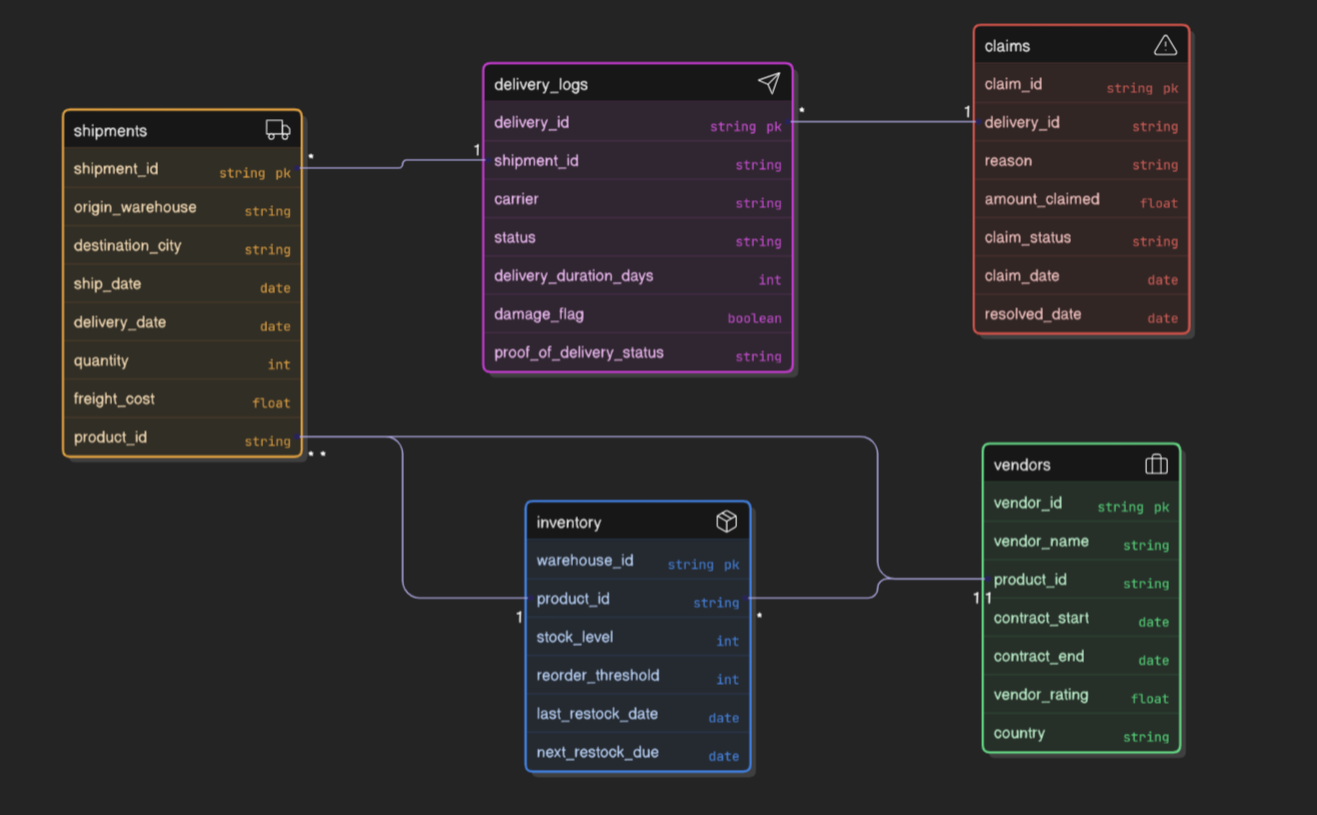 shipments
shipment_id string pk
origin_warehouse string
destination_city string
ship_date date
delivery_date date
quantity int
freight_cost float
product_id string
*
* *
delivery_logs
delivery_id string pk
shipment_id string
carrier string
status string
delivery_duration_days int
damage_flag boolean
proof_of_delivery_status string
1
*
claims
claim_id string pk
delivery_id string
reason string
amount_claimed float
claim_status string
claim_date date
resolved_date date
1
inventory
warehouse_id string pk
product_id string
stock_level int
reorder_threshold int
last_restock_date date
next_restock_due date
1
*
vendors
vendor_id string pk
vendor_name string
product_id string
contract_start date
contract_end date
vendor_rating float
country string
1 1